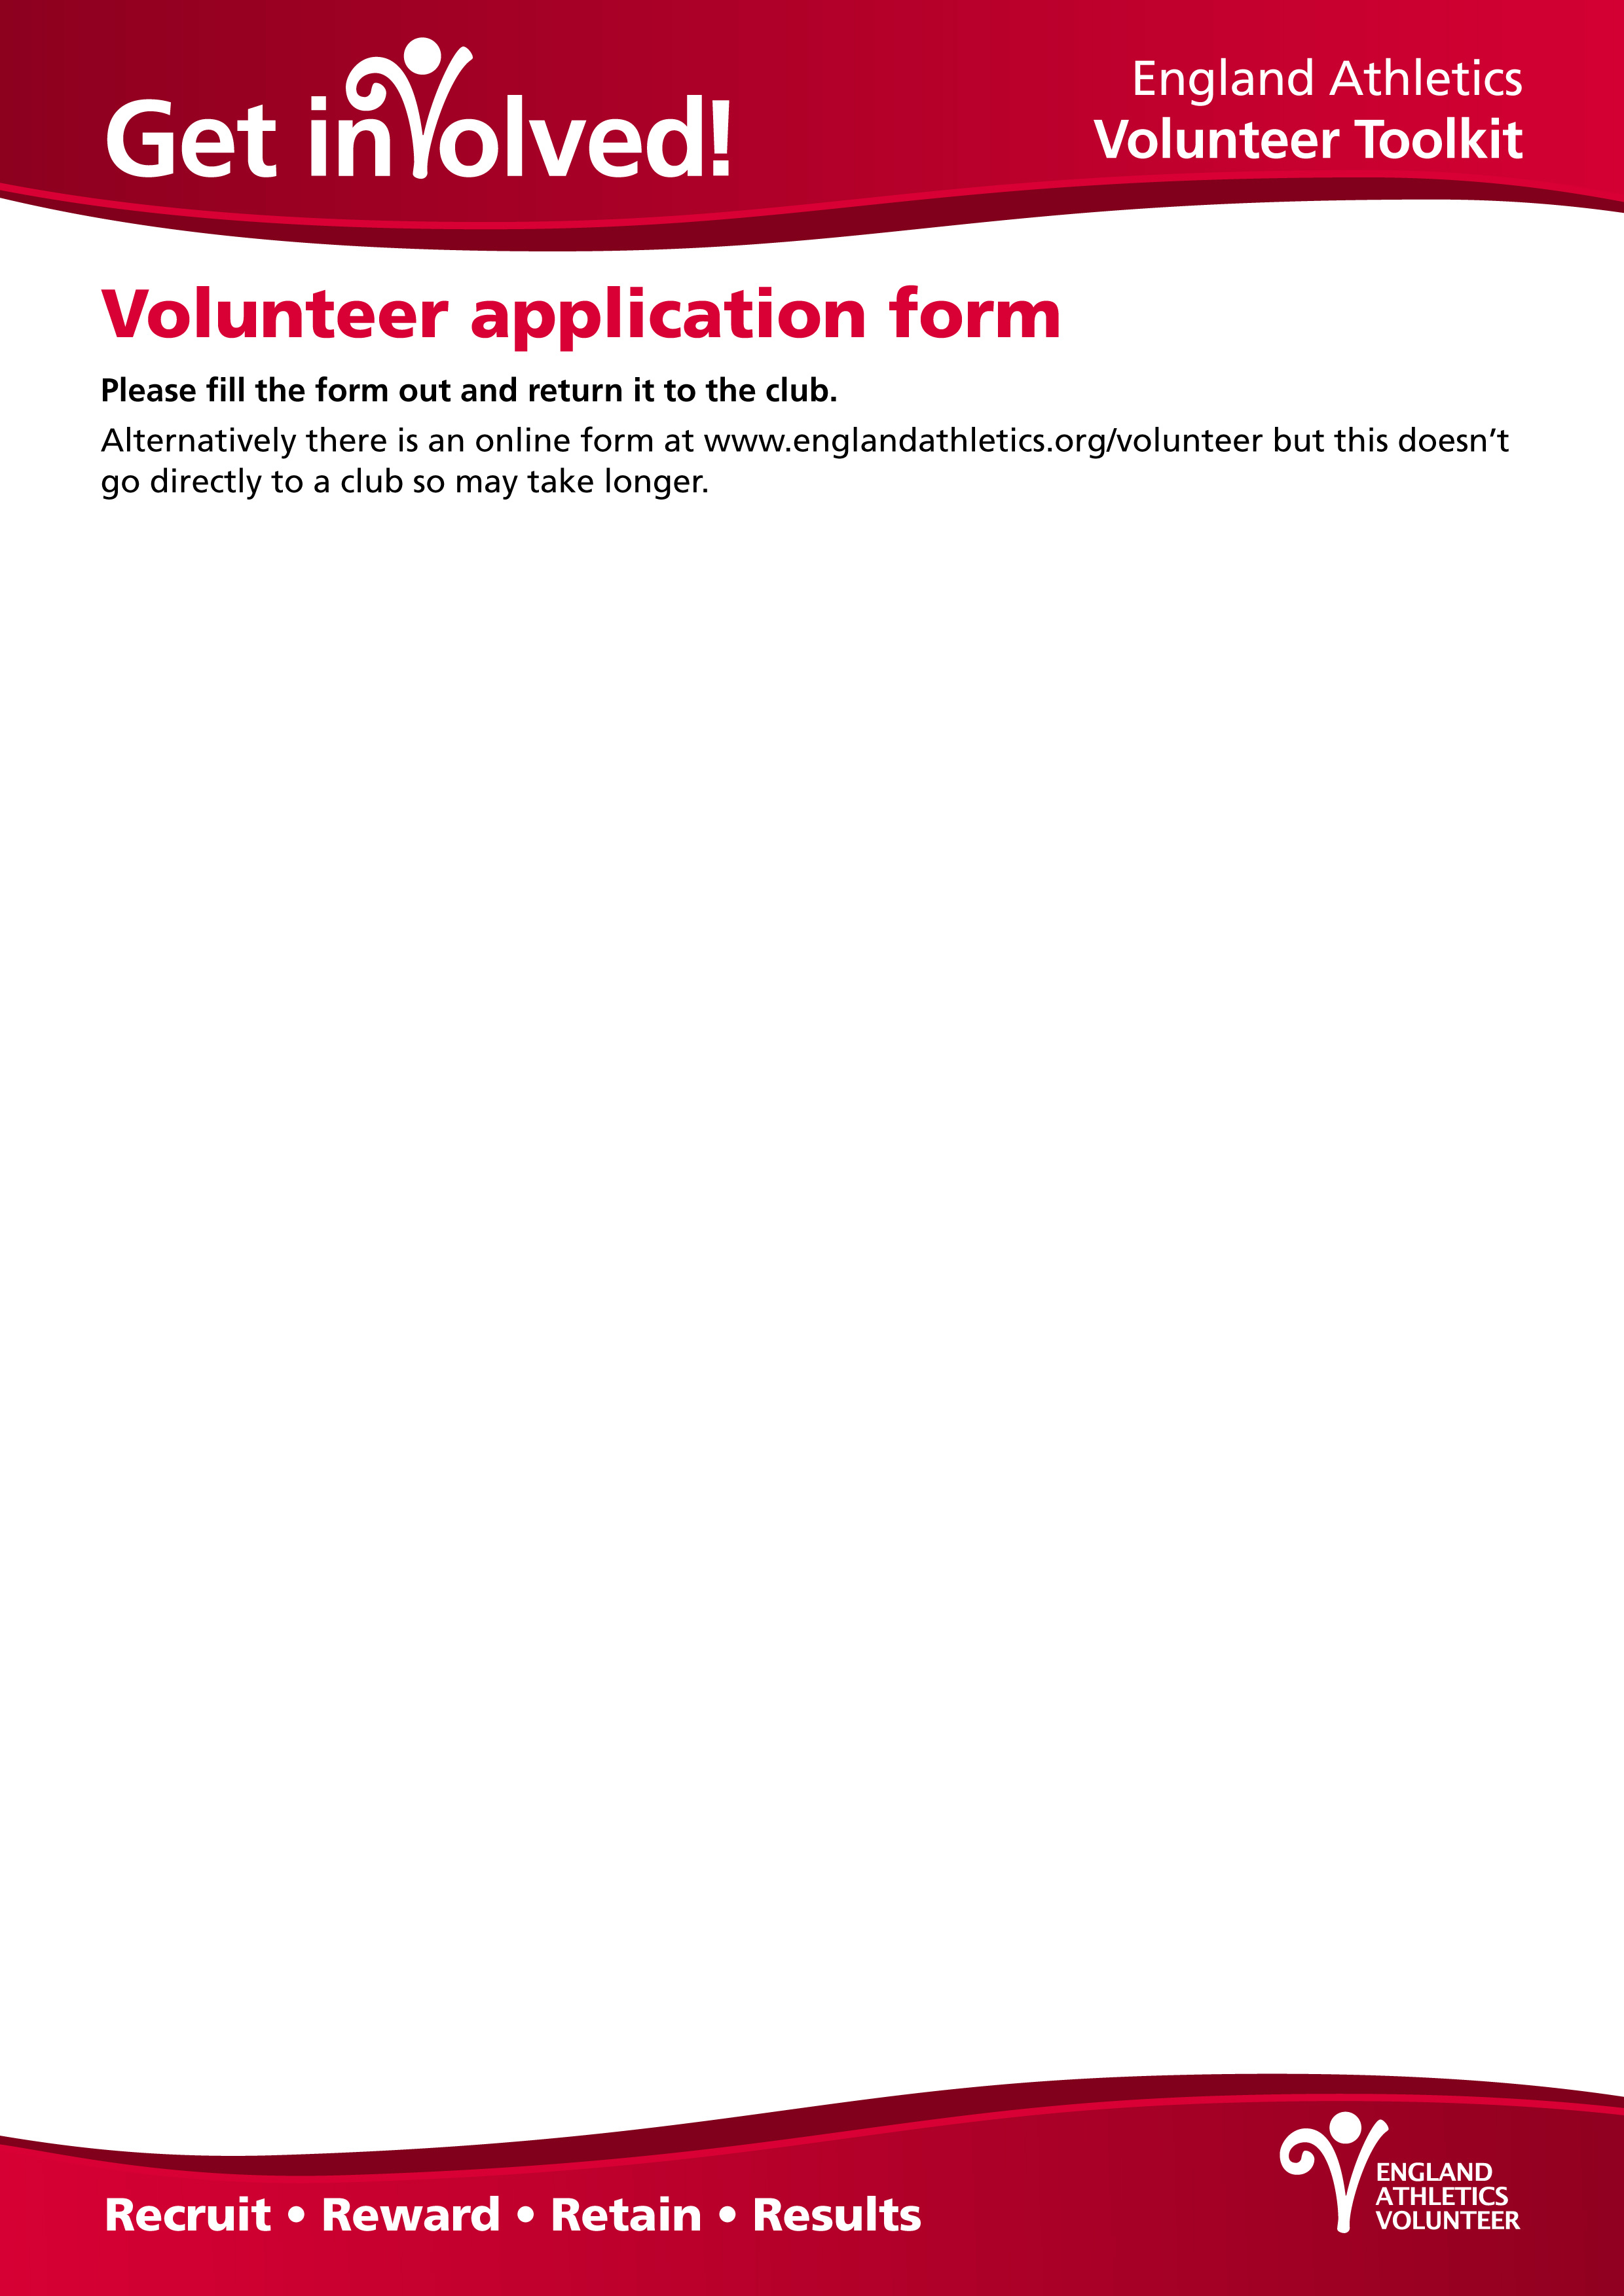 Get involved!
England Athletics
Volunteer Toolkit
Volunteer application form
Please fill the form out and return it to the club.
Alternatively there is an online form at www.englandathletics.org/volunteer but this doesn’t
go directly to a club so may take longer.
Recruit • Reward • Retain • Results
ENGLAND
ATHLETICS
VOLUNTEER